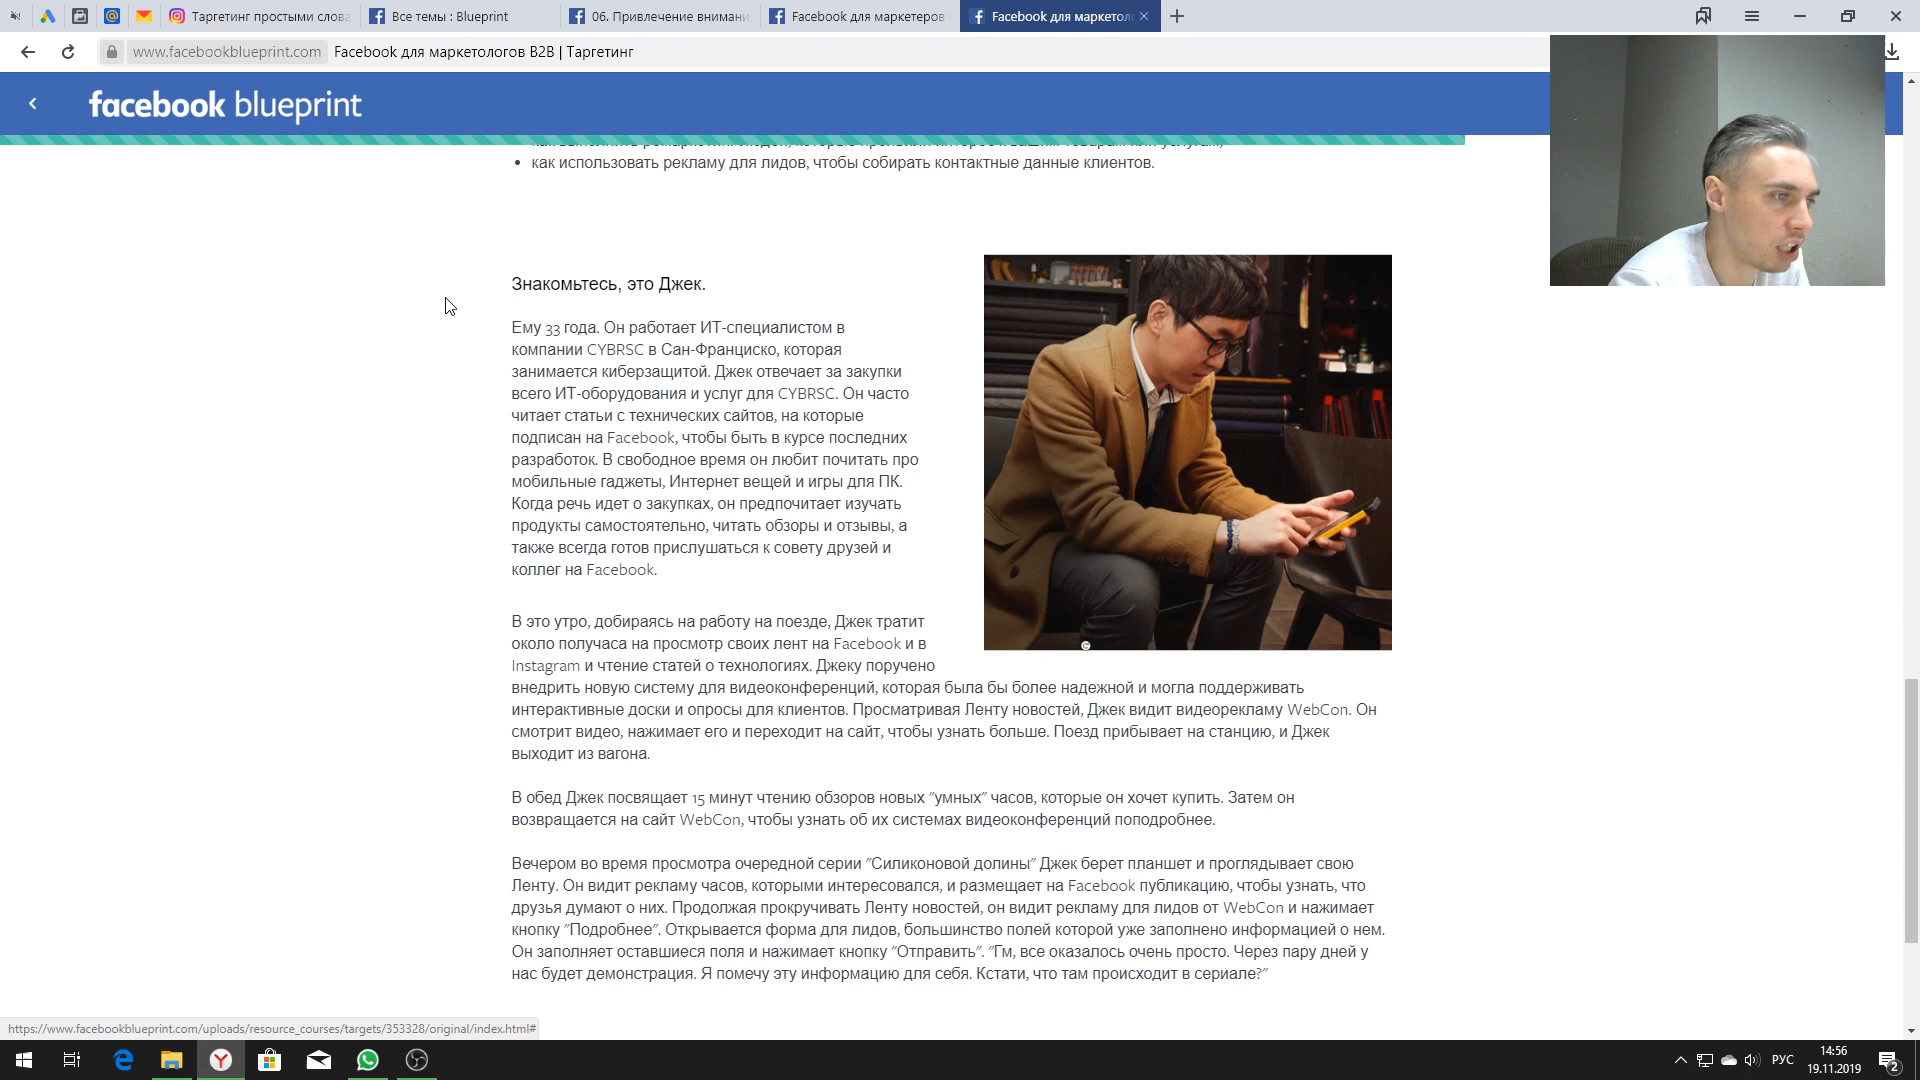 Таргетинг простыми слова
Все темы : Blueprint
06. Привлечение внимани
Facebook для маркетеров
Facebook для маркетоло
www.facebookblueprint.com
Facebook для маркетологов B2B | Таргетинг
facebook blueprint
• как использовать рекламу для лидов, чтобы собирать контактные данные клиентов.
Знакомьтесь, это Джек.
Ему 33 года. Он работает ИТ-специалистом в
компании CYBRSC в Сан-Франциско, которая
занимается киберзащитой. Джек отвечает за закупки
всего ИТ-оборудования и услуг для CYBRSC. Он часто
читает статьи с технических сайтов, на которые
подписан на Facebook, чтобы быть в курсе последних
разработок. В свободное время он любит почитать про
мобильные гаджеты, Интернет вещей и игры для ПК.
Когда речь идет о закупках, он предпочитает изучать
продукты самостоятельно, читать обзоры и отзывы, а
также всегда готов прислушаться к совету друзей и
коллег на Facebook.
В это утро, добираясь на работу на поезде, Джек тратит
около получаса на просмотр своих лент на Facebook и в
Instagram и чтение статей о технологиях. Джеку поручено
внедрить новую систему для видеоконференций, которая была бы более надежной и могла поддерживать
интерактивные доски и опросы для клиентов. Просматривая Ленту новостей, Джек видит видеорекламу WebCon. Он
смотрит видео, нажимает его и переходит на сайт, чтобы узнать больше. Поезд прибывает на станцию, и Джек
выходит из вагона.
В обед Джек посвящает 15 минут чтению обзоров новых "умных" часов, которые он хочет купить. Затем он
возвращается на сайт WebCon, чтобы узнать об их системах видеоконференций поподробнее.
Вечером во время просмотра очередной серии "Силиконовой долины" Джек берет планшет и проглядывает свою
Ленту. Он видит рекламу часов, которыми интересовался, и размещает на Facebook публикацию, чтобы узнать, что
друзья думают о них. Продолжая прокручивать Ленту новостей, он видит рекламу для лидов от WebCon и нажимает
кнопку "Подробнее". Открывается форма для лидов, большинство полей которой уже заполнено информацией о нем.
Он заполняет оставшиеся поля и нажимает кнопку "Отправить". "Гм, все оказалось очень просто. Через пару дней у
нас будет демонстрация. Я помечу эту информацию для себя. Кстати, что там происходит в сериале?"
https://www.facebookblueprint.com/uploads/resource_courses/targets/353328/original/index.html#
РУС
14:56
19.11.2019
2